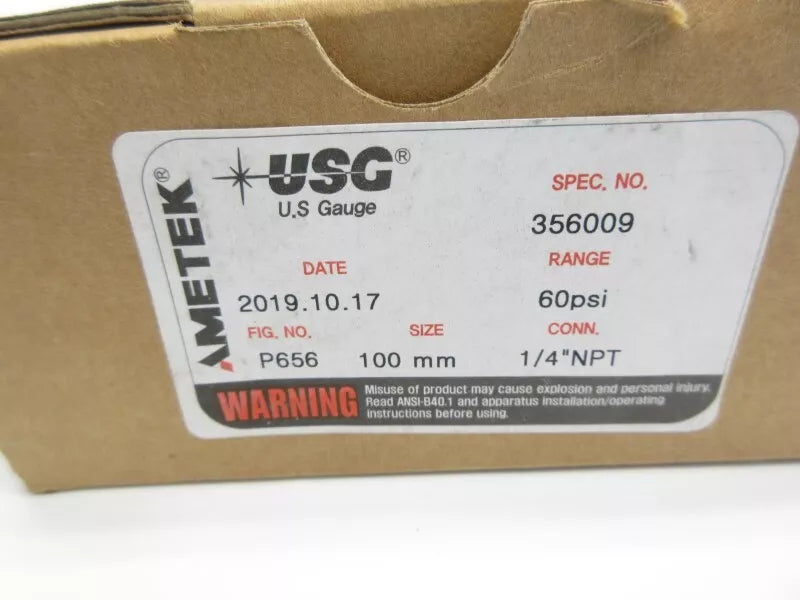 AMETEK®
USG®
U.S Gauge
SPEC. NO.
356009
DATE
RANGE
2019.10.17
60psi
FIG. NO. SIZE CONN.
P656 100 mm 1/4"NPT
WARNING
Misuse of product may cause explosion and personal injury.
Read ANSI-B40.1 and apparatus installation/operating
instructions before using.